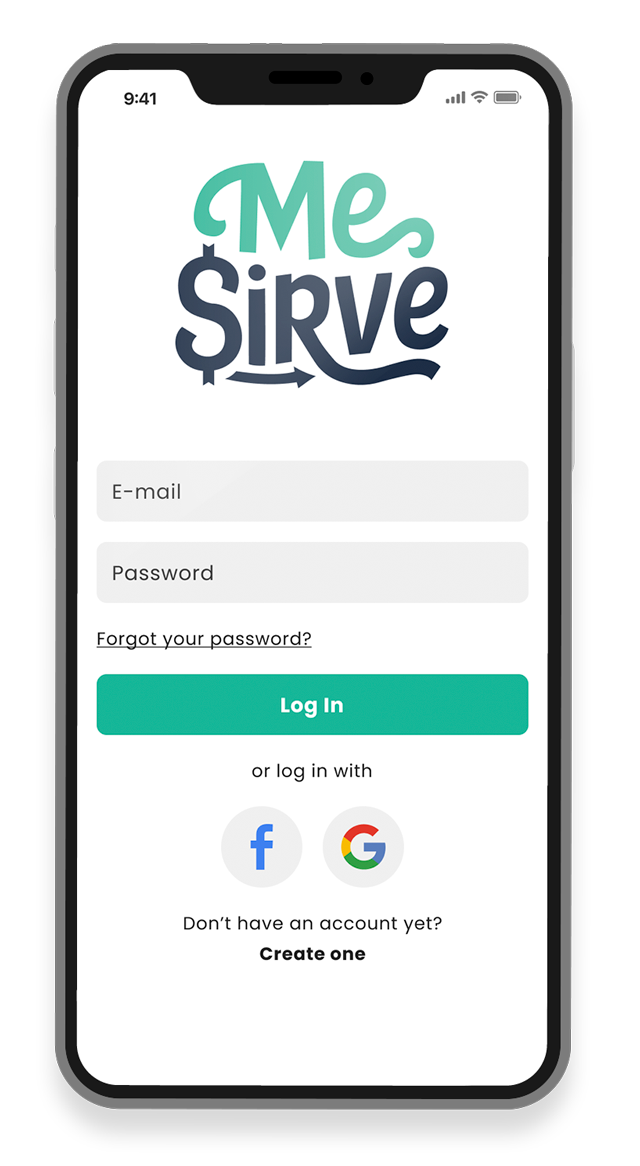 9:41
Me
$iRve
E-mail
Password
Forgot your password?
Log In
or log in with
f G
Don’t have an account yet?
Create one